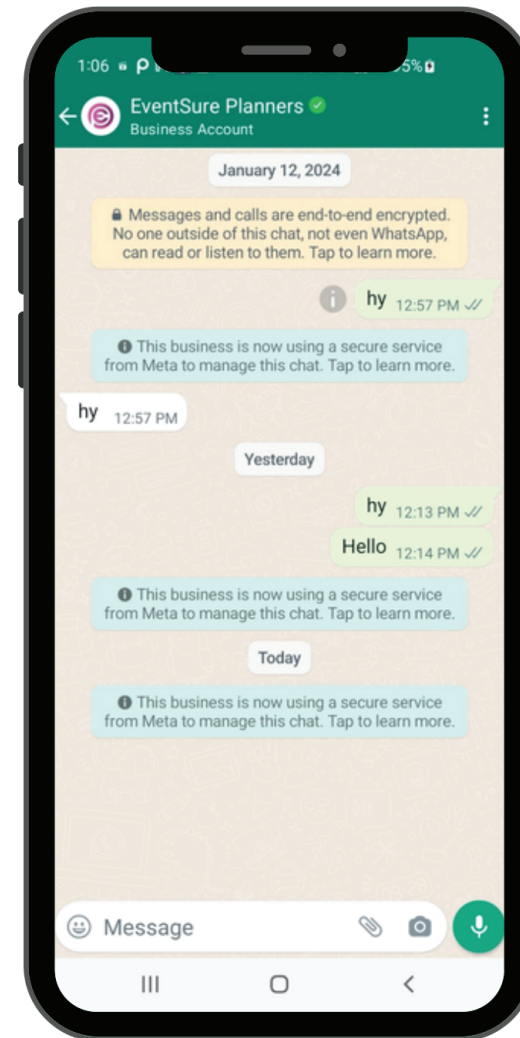 1:06
5%
EventSure Planners
Business Account
January 12, 2024
Messages and calls are end-to-end encrypted.
No one outside of this chat, not even WhatsApp,
can read or listen to them. Tap to learn more.
hy 12:57 PM
This business is now using a secure service
from Meta to manage this chat. Tap to learn more.
hy 12:57 PM
Yesterday
hy 12:13 PM
Hello 12:14 PM
This business is now using a secure service
from Meta to manage this chat. Tap to learn more.
Today
This business is now using a secure service
from Meta to manage this chat. Tap to learn more.
Message